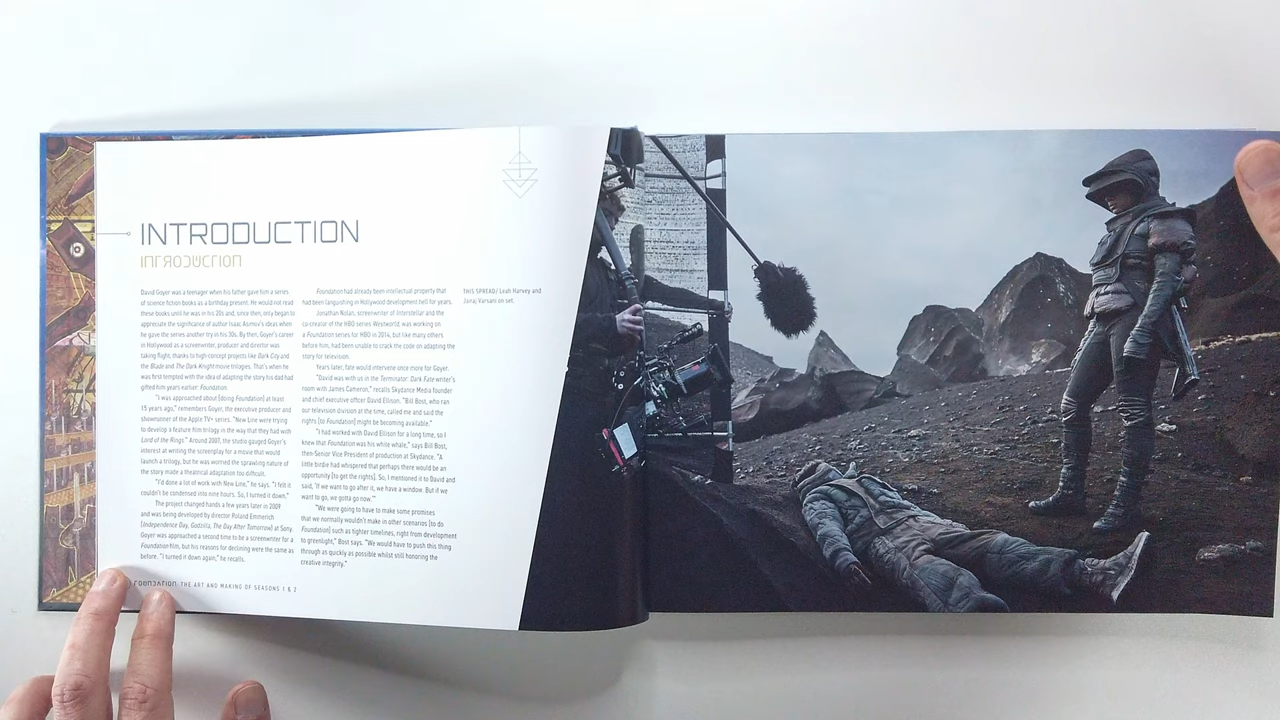 INTRODUCTION
David Goyer was a teenager when his father gave him a series
of science fiction books as a birthday present. He would not read
these books until he was in his 20s and, since then, only began to
appreciate the significance of author Isaac Asimov's ideas when
he gave the series another try in his 30s. By then, Goyer's career
in Hollywood as a screenwriter, producer and director was
taking flight, thanks to high concept projects like Dark City and
the Blade and The Dark Knight movie trilogies. That's when he
was first tempted with the idea of adapting the story his dad had
gifted him years earlier: Foundation.
"I was approached about [doing Foundation] at least
15 years ago," remembers Goyer, the executive producer and
showrunner of the Apple TV+ series. "New Line were trying
to develop a feature film trilogy in the way that they had with
Lord of the Rings." Around 2007, the studio gauged Goyer's
interest at writing the screenplay for a movie that would
launch a trilogy, but he was worried the sprawling nature of
the story made a theatrical adaptation too difficult.
"I'd done a lot of work with New Line," he says. "I felt it
couldn't be condensed into nine hours. So, I turned it down."
The project changed hands a few years later in 2009
and was being developed by director Roland Emmerich
(Independence Day, Godzilla, The Day After Tomorrow) at Sony.
Goyer was approached a second time to be a screenwriter for a
Foundation film, but his reasons for declining were the same as
before. "I turned it down again," he recalls.
Foundation had already been intellectual property that
had been languishing in Hollywood development hell for years.
Jonathan Nolan, screenwriter of Interstellar and the
co-creator of the HBO series Westworld, was working on
a Foundation series for HBO in 2014, but like many others
before him, had been unable to crack the code on adapting the
story for television.
Years later, fate would intervene once more for Goyer.
"David was with us in the Terminator: Dark Fate writer's
room with James Cameron," recalls Skydance Media founder
and chief executive officer David Ellison. "Bill Bost, who ran
our television division at the time, called me and said the
rights [to Foundation] might be becoming available."
"I had worked with David Ellison for a long time, so I
knew that Foundation was his white whale," says Bill Bost,
then-Senior Vice President of production at Skydance. "A
little birdie had whispered that perhaps there would be an
opportunity [to get the rights]. So, I mentioned it to David and
said, 'if we want to go after it, we have a window. But if we
want to go, we gotta go now.'"
"We were going to have to make some promises
that we normally wouldn't make in other scenarios [to do
Foundation] such as tighter timelines, right from development
to greenlight," Bost says. "We would have to push this thing
through as quickly as possible whilst still honoring the
creative integrity."
THIS SPREAD/ Leah Harvey and
Jairaj Varsani on set.
FOUNDATION: THE ART AND MAKING OF SEASONS 1 & 2